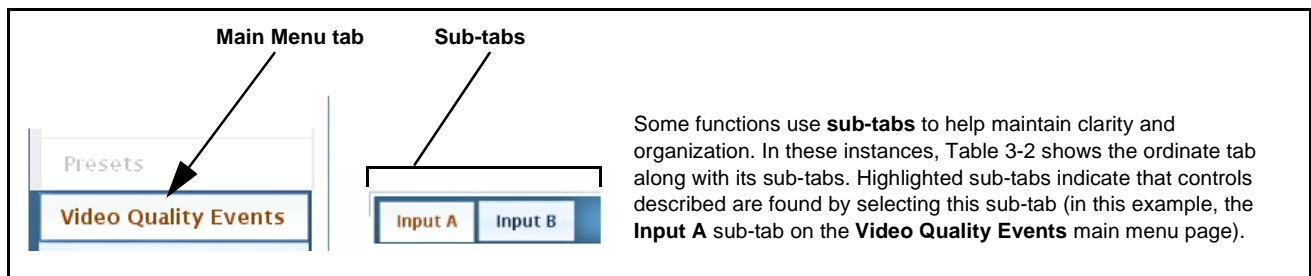 Main Menu tab
Sub-tabs
Presets
Video Quality Events
Input A
Input B
Some functions use sub-tabs to help maintain clarity and
organization. In these instances, Table 3-2 shows the ordinate tab
along with its sub-tabs. Highlighted sub-tabs indicate that controls
described are found by selecting this sub-tab (in this example, the
Input A sub-tab on the Video Quality Events main menu page).